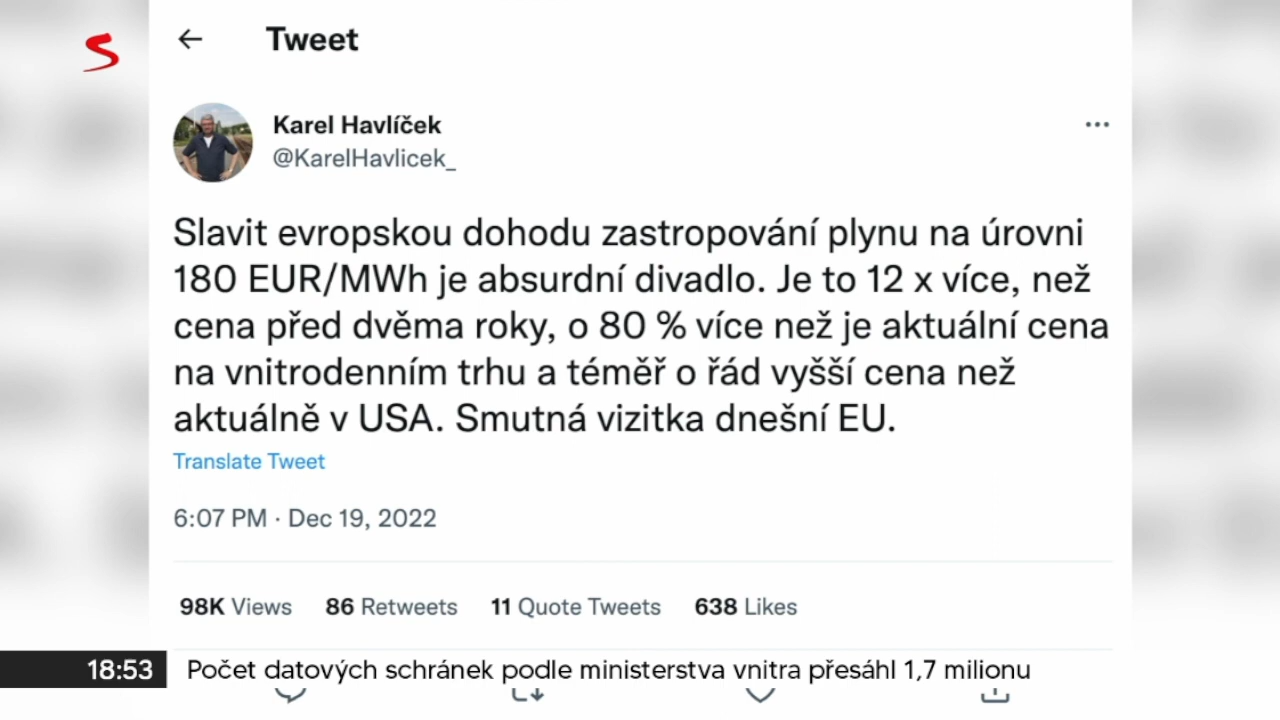 Tweet
Karel Havlíček
@KarelHavlicek_
Slavit evropskou dohodu zastropování plynu na úrovni
180 EUR/MWh je absurdní divadlo. Je to 12 x více, než
cena před dvěma roky, o 80 % více než je aktuální cena
na vnitrodenním trhu a téměř o řád vyšší cena než
aktuálně v USA. Smutná vizitka dnešní EU.
Translate Tweet
6:07 PM · Dec 19, 2022
98K Views 86 Retweets 11 Quote Tweets 638 Likes
18:53 Počet datových schránek podle ministerstva vnitra přesáhl 1,7 milionu